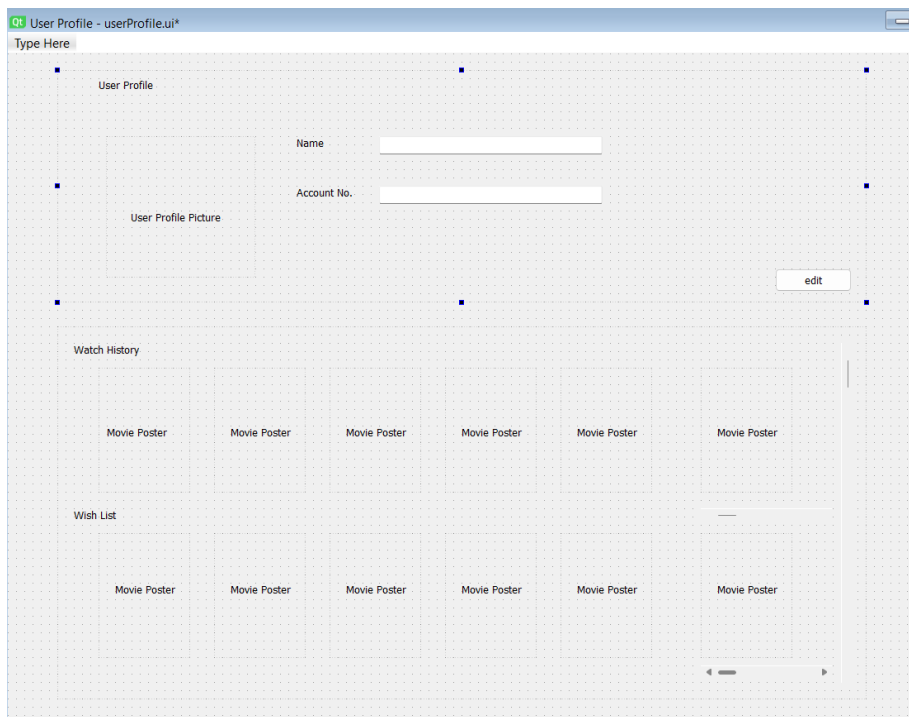 Qt User Profile - userProfile.ui*
Type Here
User Profile
Name
Account No.
User Profile Picture
edit
Watch History
Movie Poster Movie Poster Movie Poster Movie Poster Movie Poster Movie Poster
Wish List
Movie Poster Movie Poster Movie Poster Movie Poster Movie Poster Movie Poster